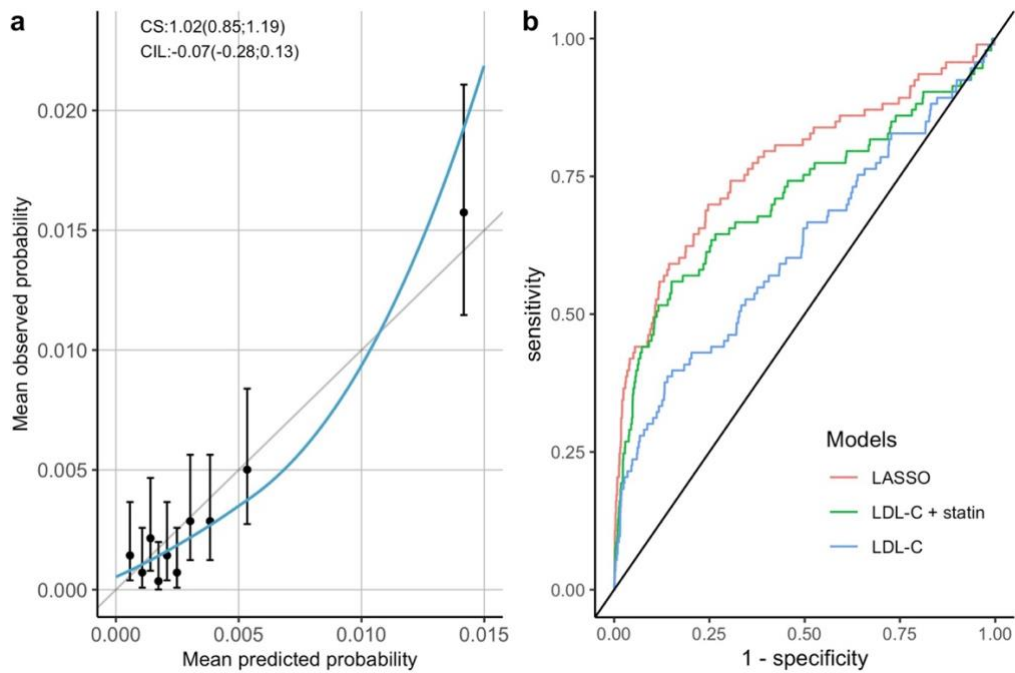 a
CS:1.02(0.85;1.19)
CIL:-0.07(-0.28;0.13)
Mean observed probability
0.020
0.015
0.010
0.005
0.000
0.000 0.005 0.010 0.015
Mean predicted probability
b
sensitivity
1.00
0.75
0.50
0.25
0.00
Models
LASSO
LDL-C + statin
LDL-C
0.00 0.25 0.50 0.75 1.00
1 - specificity